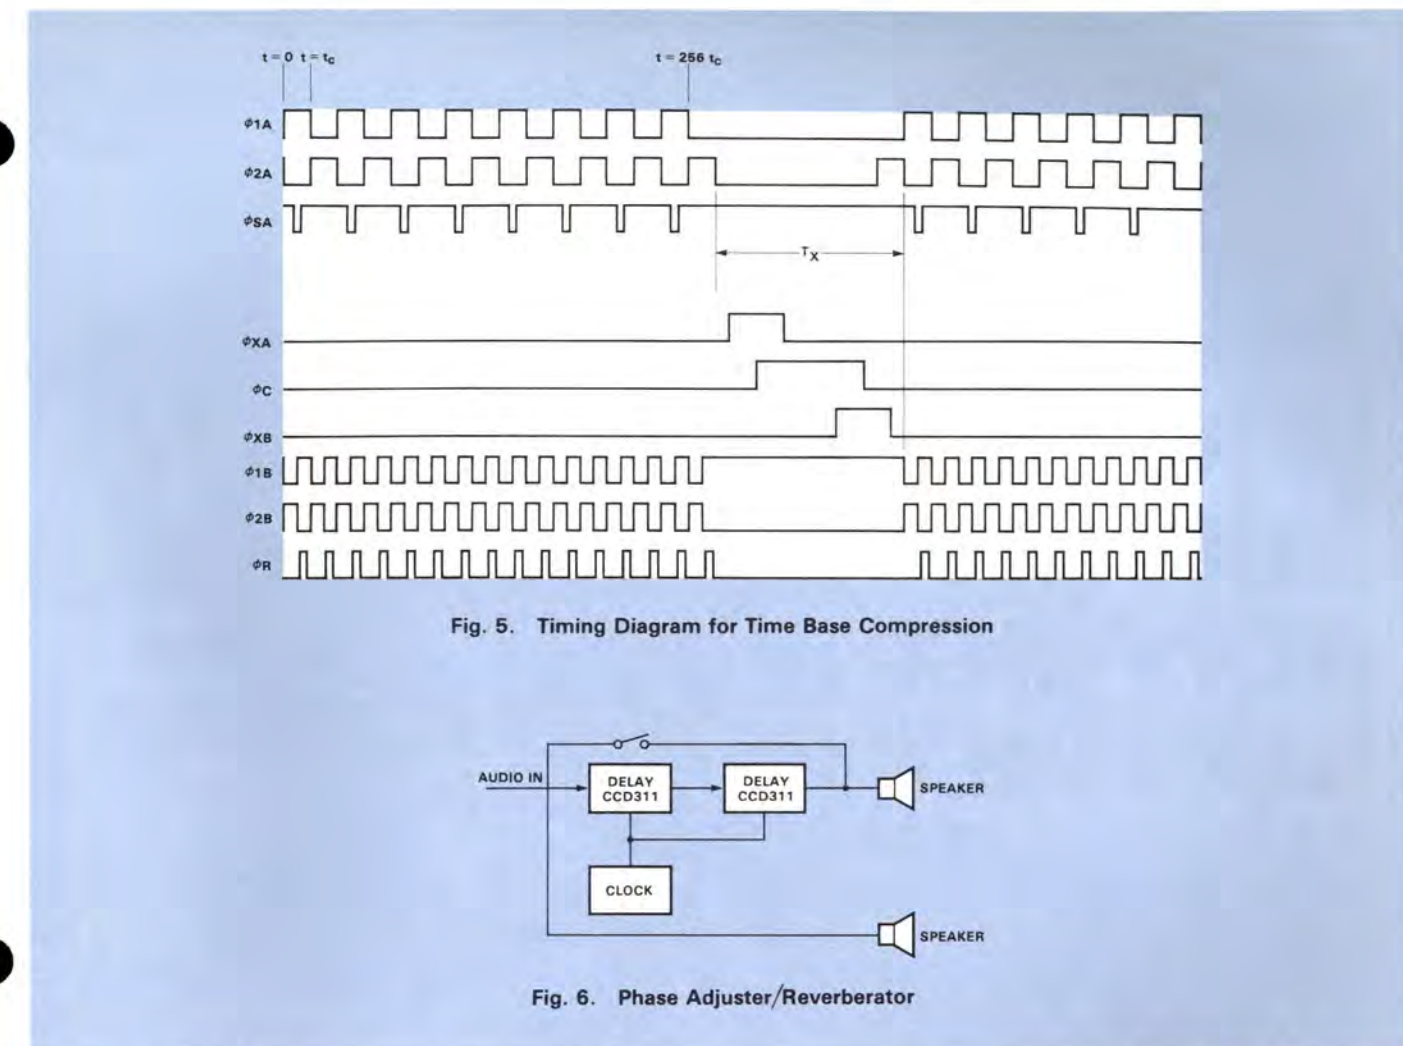 t = 0 t = tc
t = 256 tc
ϕ1A
ϕ2A
ϕSA
TX
ϕXA
ϕC
ϕXB
ϕ1B
ϕ2B
ϕR
Fig. 5. Timing Diagram for Time Base Compression
AUDIO IN
DELAY
CCD311
DELAY
CCD311
SPEAKER
CLOCK
SPEAKER
Fig. 6. Phase Adjuster/Reverberator